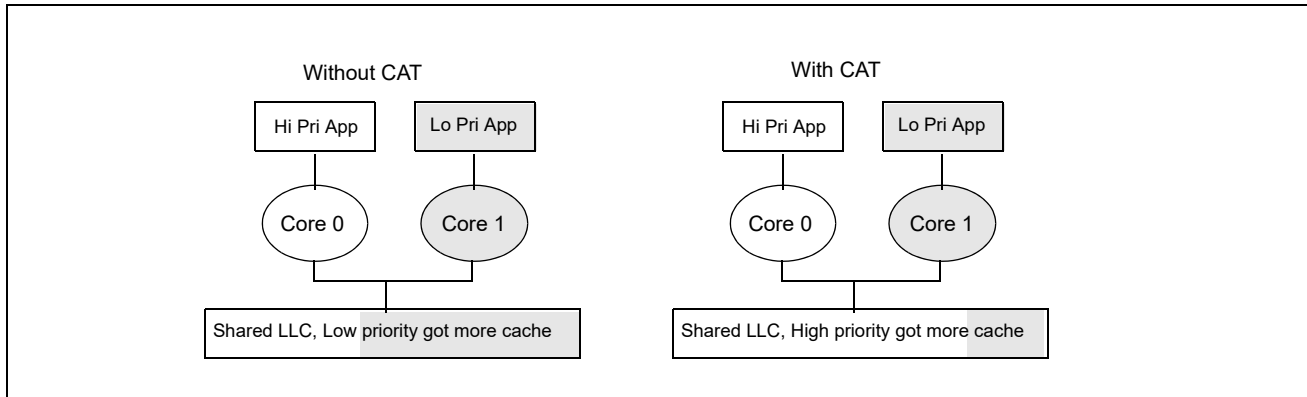 Without CAT
With CAT
Hi Pri App
Lo Pri App
Hi Pri App
Lo Pri App
Core 0
Core 1
Core 0
Core 1
Shared LLC, Low priority got more cache
Shared LLC, High priority got more cache